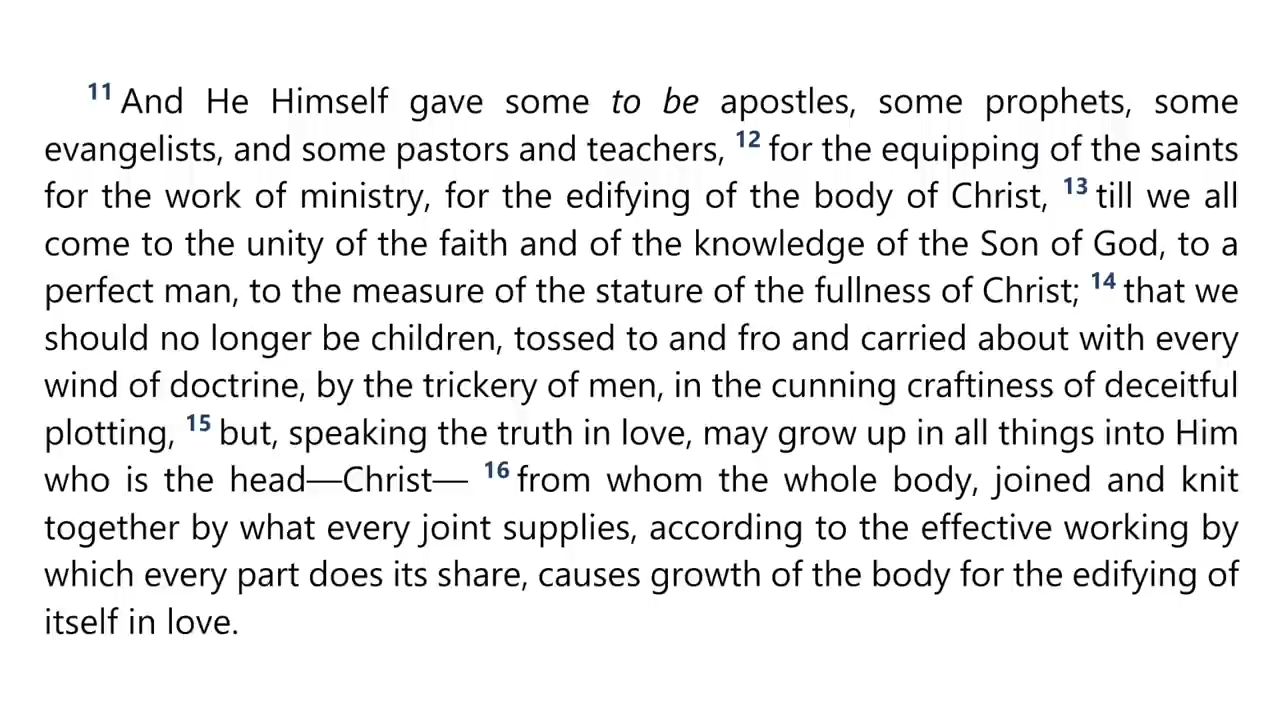 11 And He Himself gave some to be apostles, some prophets, some
evangelists, and some pastors and teachers, 12 for the equipping of the saints
for the work of ministry, for the edifying of the body of Christ, 13 till we all
come to the unity of the faith and of the knowledge of the Son of God, to a
perfect man, to the measure of the stature of the fullness of Christ; 14 that we
should no longer be children, tossed to and fro and carried about with every
wind of doctrine, by the trickery of men, in the cunning craftiness of deceitful
plotting, 15 but, speaking the truth in love, may grow up in all things into Him
who is the head—Christ— 16 from whom the whole body, joined and knit
together by what every joint supplies, according to the effective working by
which every part does its share, causes growth of the body for the edifying of
itself in love.